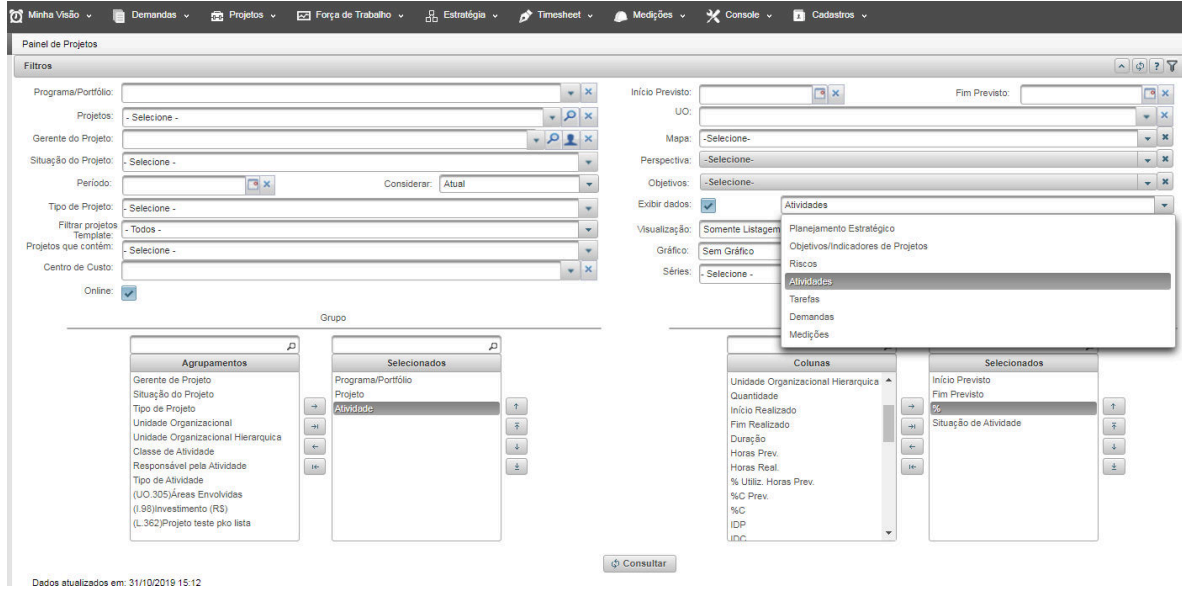 Minha Visão Demandas Projetos Força de Trabalho Estratégia Timesheet Medições Console Cadastros
Painel de Projetos
Filtros ?
Programa/Portfólio:
Projetos: - Selecione -
Gerente do Projeto:
Situação do Projeto: - Selecione -
Período: Considerar: Atual
Tipo de Projeto: - Selecione -
Filtrar projetos Template: - Todos -
Projetos que contém: - Selecione -
Centro de Custo:
Online:
Início Previsto: Fim Previsto:
UO:
Mapa: -Selecione-
Perspectiva: -Selecione-
Objetivos: -Selecione-
Exibir dados: Atividades
Visualização: Somente Listagem
Gráfico: Sem Gráfico
Séries: - Selecione -
Planejamento Estratégico
Objetivos/Indicadores de Projetos
Riscos
Atividades
Tarefas
Demandas
Medições
Grupo
Agrupamentos
Gerente de Projeto
Situação do Projeto
Tipo de Projeto
Unidade Organizacional
Unidade Organizacional Hierarquica
Classe de Atividade
Responsável pela Atividade
Tipo de Atividade
(UO.305)Áreas Envolvidas
(I.98)Investimento (R$)
(L.362)Projeto teste pko lista
Selecionados
Programa/Portfólio
Projeto
Atividade
Colunas
Unidade Organizacional Hierarquica
Quantidade
Início Realizado
Fim Realizado
Duração
Horas Prev.
Horas Real.
% Utiliz. Horas Prev.
%C Prev.
%C
IDP
IDC
Selecionados
Início Previsto
Fim Previsto
%
Situação de Atividade
Consultar
Dados atualizados em: 31/10/2019 15:12